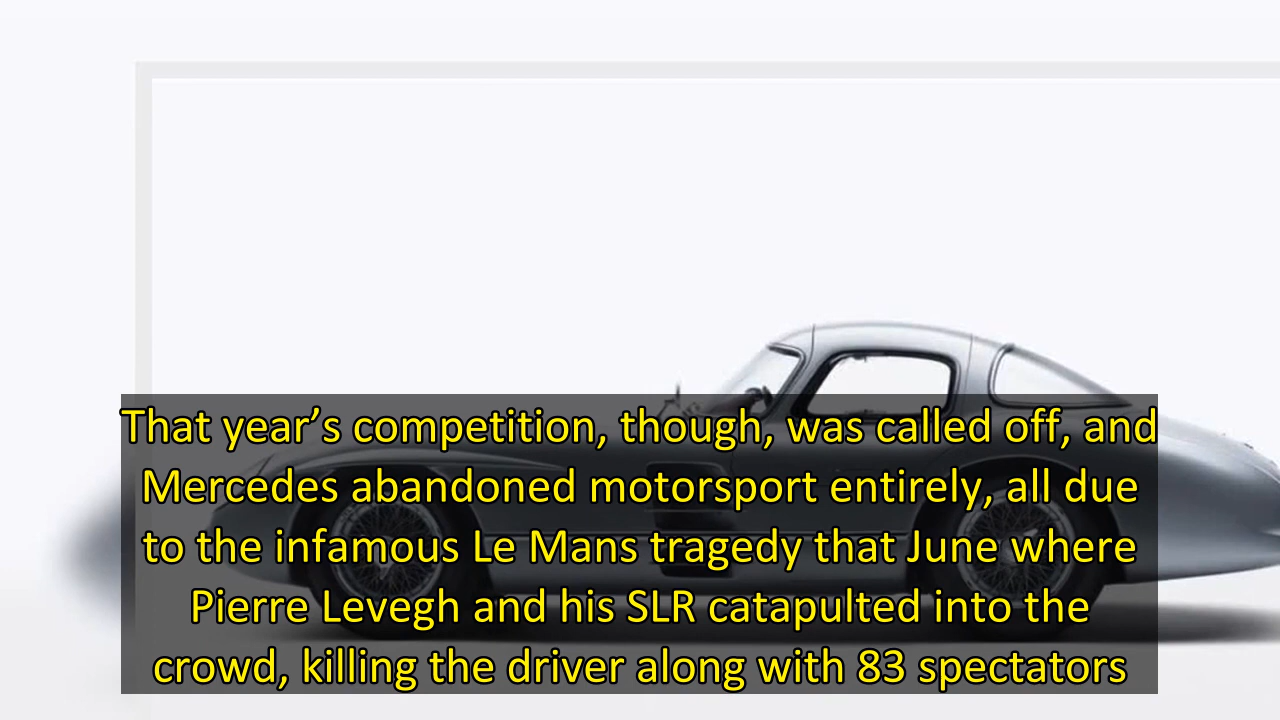 That year’s competition, though, was called off, and
Mercedes abandoned motorsport entirely, all due
to the infamous Le Mans tragedy that June where
Pierre Levegh and his SLR catapulted into the
crowd, killing the driver along with 83 spectators